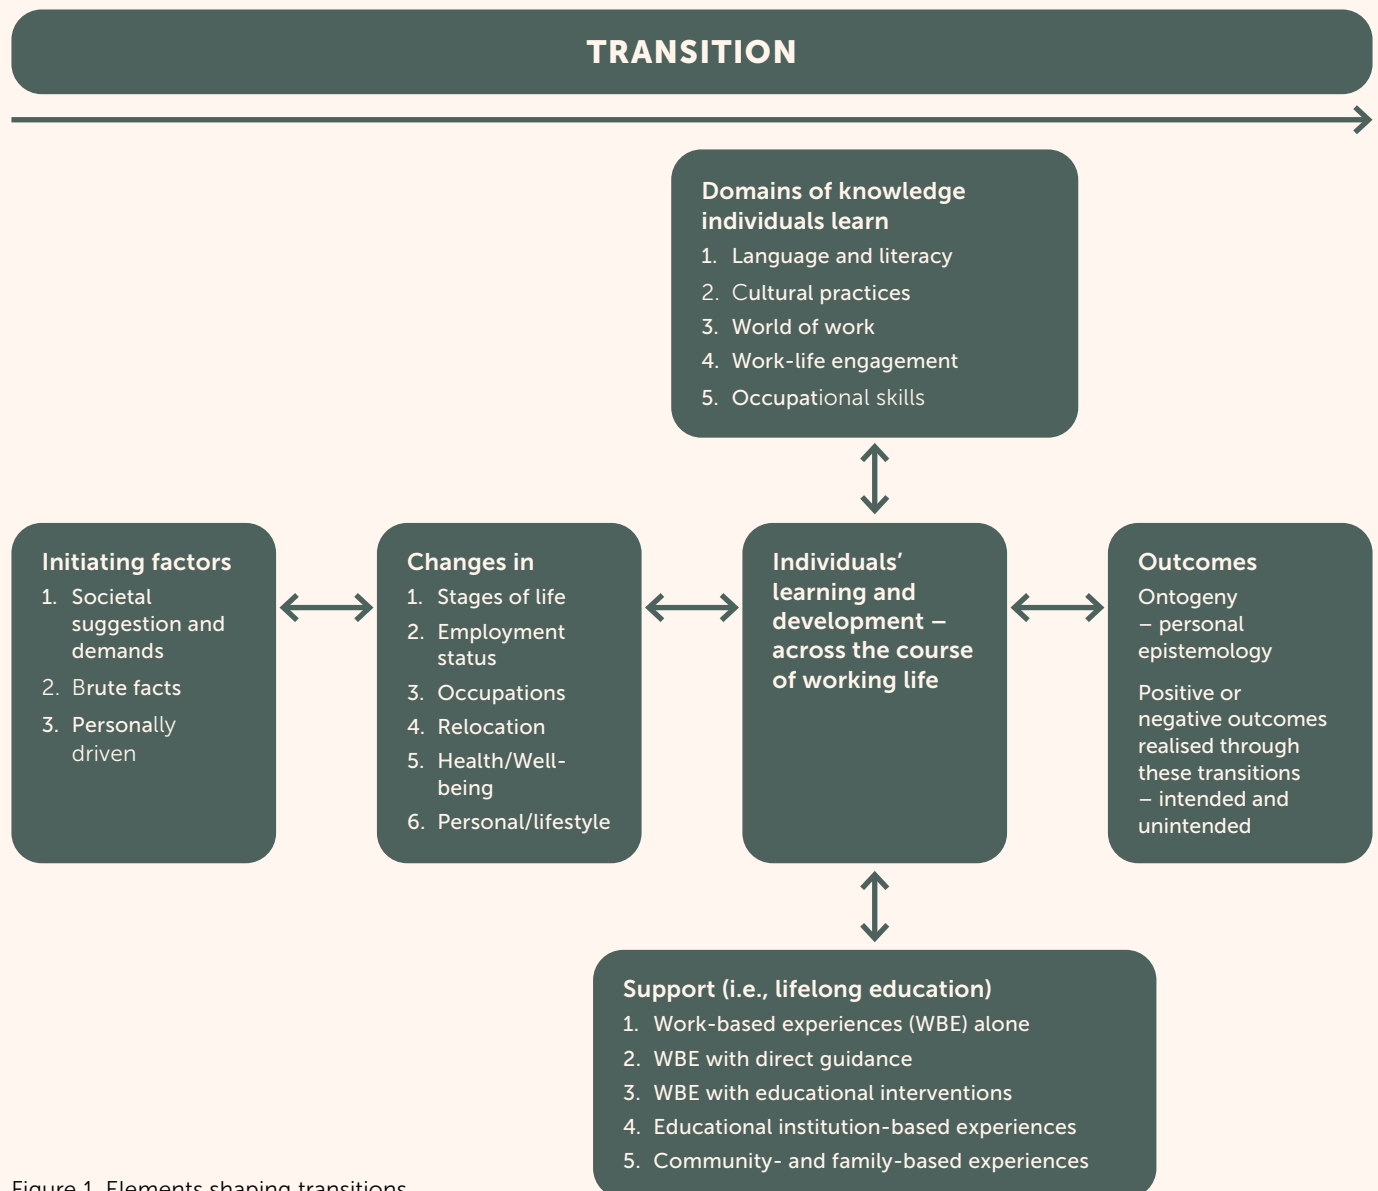 TRANSITION
Domains of knowledge
individuals learn
1. Language and literacy
2. Cultural practices
3. World of work
4. Work-life engagement
5. Occupational skills
Initiating factors
1. Societal
suggestion and
demands
2. Brute facts
3. Personally
driven
Changes in
1. Stages of life
2. Employment
status
3. Occupations
4. Relocation
5. Health/Well-
being
6. Personal/lifestyle
Individuals’
learning and
development –
across the course
of working life
Outcomes
Ontogeny
– personal
epistemology
Positive or
negative outcomes
realised through
these transitions
– intended and
unintended
Support (i.e., lifelong education)
1. Work-based experiences (WBE) alone
2. WBE with direct guidance
3. WBE with educational interventions
4. Educational institution-based experiences
5. Community- and family-based experiences
Figure 1. Elements shaping transitions